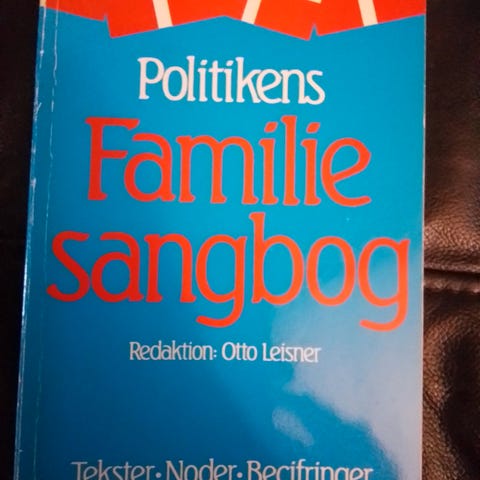 Politikens
Familie
sangbog
Redaktion: Otto Leisner
Tekster • Noder • Becifringer